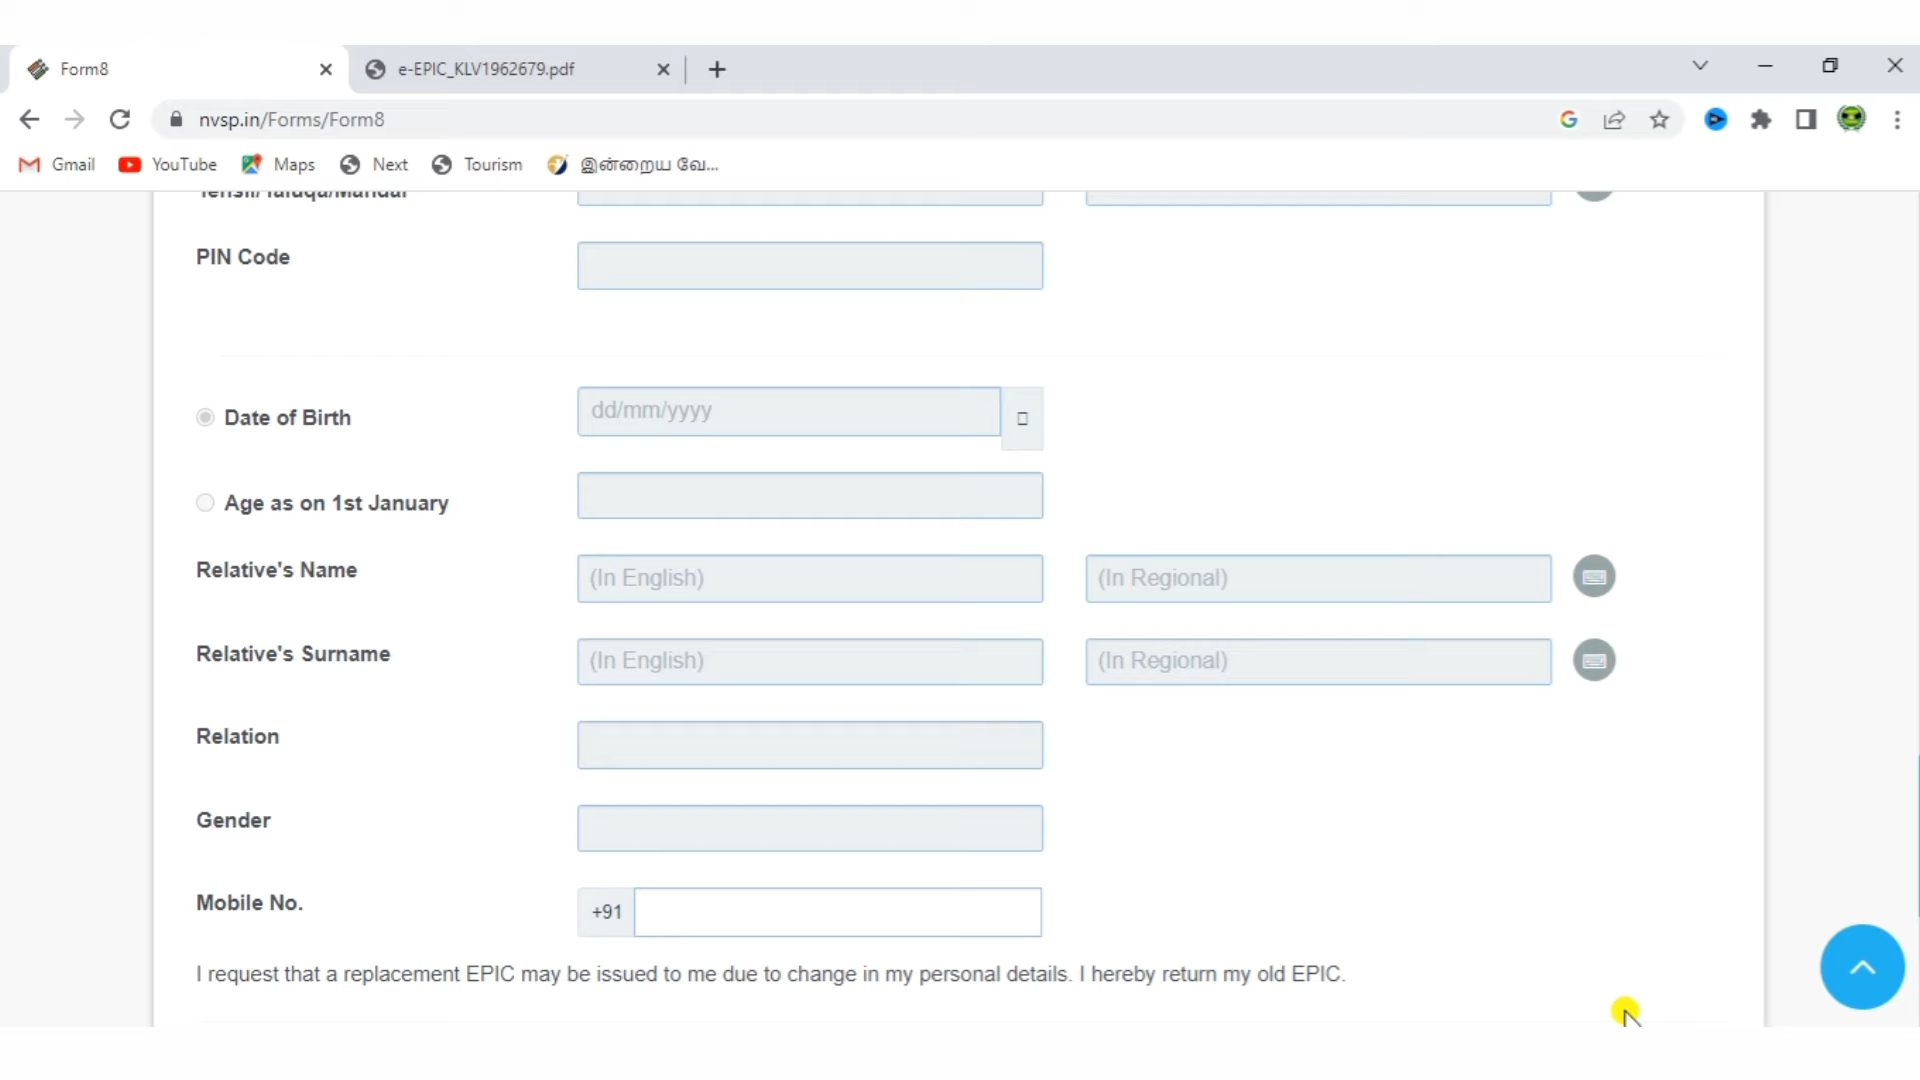 Form8
e-EPIC_KLV1962679.pdf
nvsp.in/Forms/Form8
Gmail YouTube Maps Next Tourism இன்றைய வே...
Tehsil/Taluqa/Mandal
PIN Code
Date of Birth dd/mm/yyyy
Age as on 1st January
Relative's Name (In English) (In Regional)
Relative's Surname (In English) (In Regional)
Relation
Gender
Mobile No. +91
I request that a replacement EPIC may be issued to me due to change in my personal details. I hereby return my old EPIC.